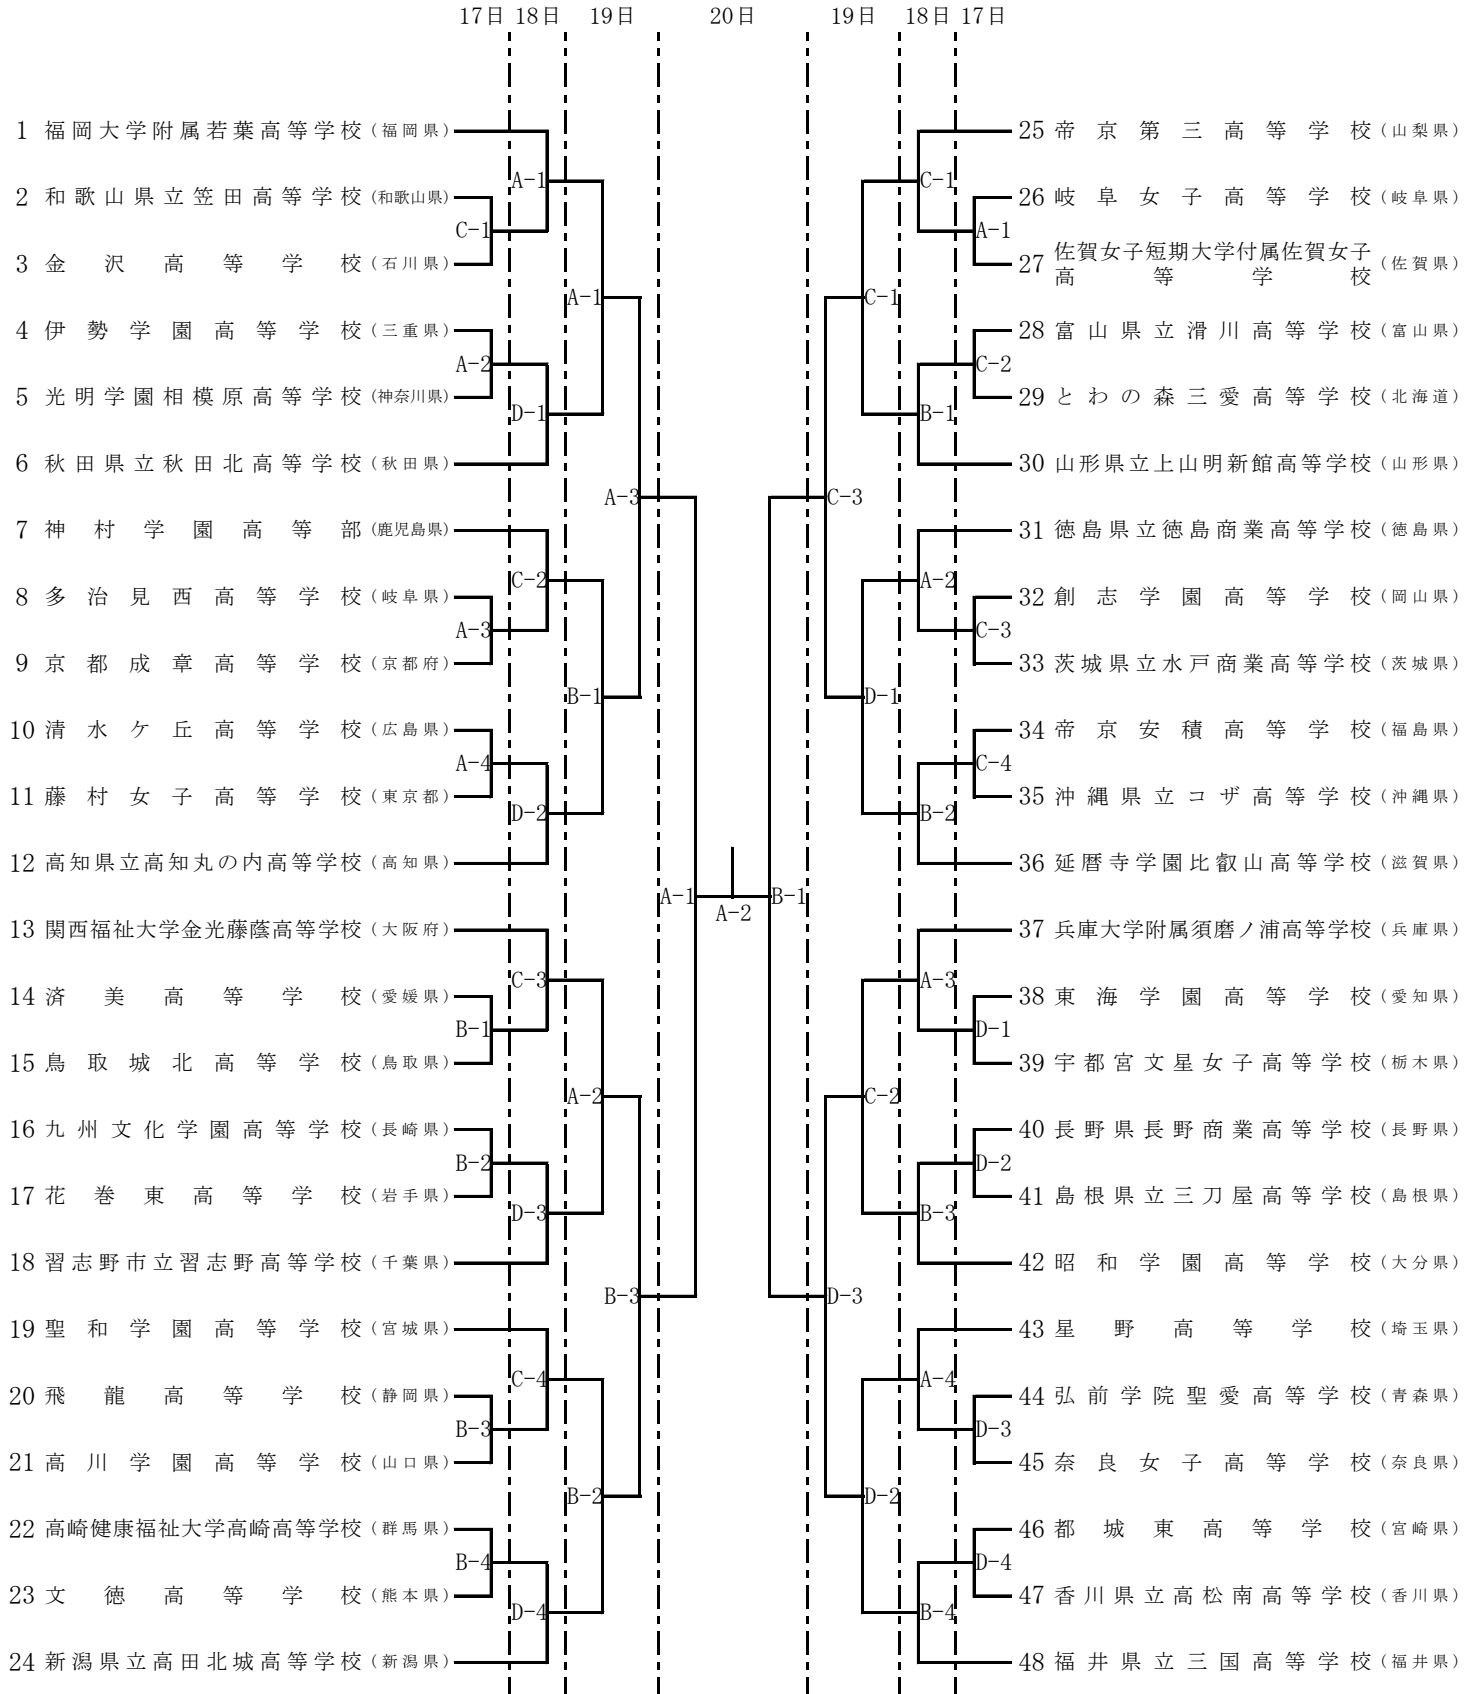 17日 18日 19日 20日 19日 18日 17日
1 福岡大学附属若葉高等学校 (福岡県)
A-1
2 和歌山県立笠田高等学校 (和歌山県)
C-1
3 金沢高等学校 (石川県)
A-1
4 伊勢学園高等学校 (三重県)
A-2
5 光明学園相模原高等学校 (神奈川県)
D-1
6 秋田県立秋田北高等学校 (秋田県)
A-3
7 神村学園高等部 (鹿児島県)
C-2
8 多治見西高等学校 (岐阜県)
A-3
9 京都成章高等学校 (京都府)
B-1
10 清水ケ丘高等学校 (広島県)
A-4
11 藤村女子高等学校 (東京都)
D-2
12 高知県立高知丸の内高等学校 (高知県)
A-1
13 関西福祉大学金光藤蔭高等学校 (大阪府)
C-3
14 済美高等学校 (愛媛県)
B-1
15 鳥取城北高等学校 (鳥取県)
A-2
16 九州文化学園高等学校 (長崎県)
B-2
17 花巻東高等学校 (岩手県)
D-3
18 習志野市立習志野高等学校 (千葉県)
B-3
19 聖和学園高等学校 (宮城県)
C-4
20 飛龍高等学校 (静岡県)
B-3
21 高川学園高等学校 (山口県)
B-2
22 高崎健康福祉大学高崎高等学校 (群馬県)
B-4
23 文徳高等学校 (熊本県)
D-4
24 新潟県立高田北城高等学校 (新潟県)
A-2
25 帝京第三高等学校 (山梨県)
C-1
26 岐阜女子高等学校 (岐阜県)
A-1
27 佐賀女子短期大学付属佐賀女子
高等学校 (佐賀県)
C-1
28 富山県立滑川高等学校 (富山県)
C-2
29 とわの森三愛高等学校 (北海道)
B-1
30 山形県立上山明新館高等学校 (山形県)
C-3
31 徳島県立徳島商業高等学校 (徳島県)
A-2
32 創志学園高等学校 (岡山県)
C-3
33 茨城県立水戸商業高等学校 (茨城県)
D-1
34 帝京安積高等学校 (福島県)
C-4
35 沖縄県立コザ高等学校 (沖縄県)
B-2
36 延暦寺学園比叡山高等学校 (滋賀県)
B-1
37 兵庫大学附属須磨ノ浦高等学校 (兵庫県)
A-3
38 東海学園高等学校 (愛知県)
D-1
39 宇都宮文星女子高等学校 (栃木県)
C-2
40 長野県長野商業高等学校 (長野県)
D-2
41 島根県立三刀屋高等学校 (島根県)
B-3
42 昭和学園高等学校 (大分県)
D-3
43 星野高等学校 (埼玉県)
A-4
44 弘前学院聖愛高等学校 (青森県)
D-3
45 奈良女子高等学校 (奈良県)
D-2
46 都城東高等学校 (宮崎県)
D-4
47 香川県立高松南高等学校 (香川県)
B-4
48 福井県立三国高等学校 (福井県)